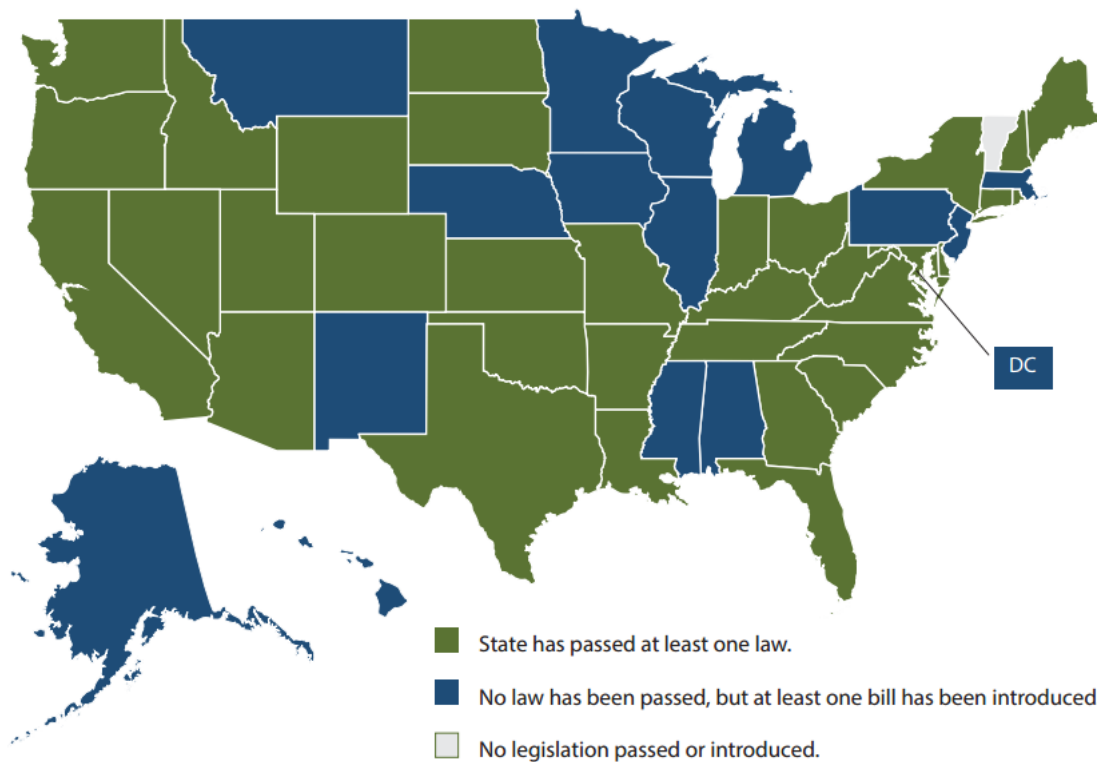 DC
State has passed at least one law.
No law has been passed, but at least one bill has been introduced
No legislation passed or introduced.